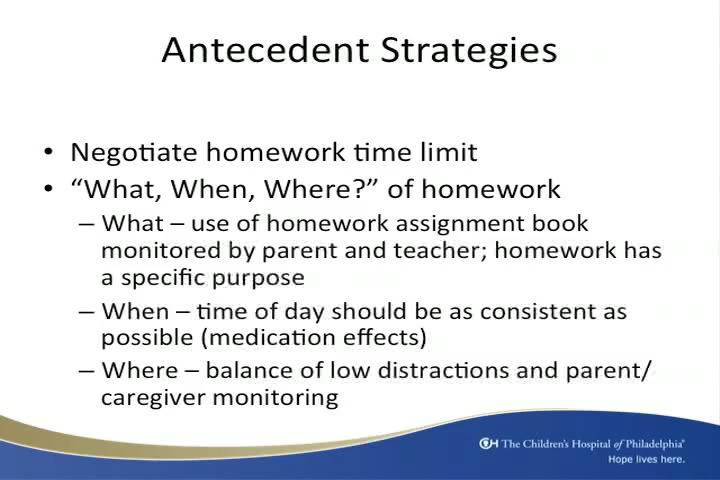 Antecedent Strategies
• Negotiate homework time limit
• “What, When, Where?” of homework
– What – use of homework assignment book
monitored by parent and teacher; homework has
a specific purpose
– When – time of day should be as consistent as
possible (medication effects)
– Where – balance of low distractions and parent/
caregiver monitoring
The Children's Hospital of Philadelphia®
Hope lives here.